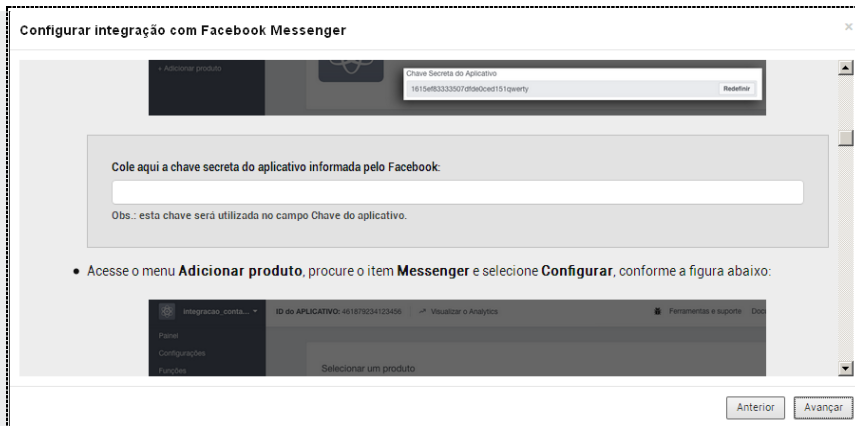 Configurar integração com Facebook Messenger
×
+ Adicionar produto
Chave Secreta do Aplicativo
1615ef83333507dfde0ced151qwerty
Redefinir
Cole aqui a chave secreta do aplicativo informada pelo Facebook:
Obs.: esta chave será utilizada no campo Chave do aplicativo.
• Acesse o menu Adicionar produto, procure o item Messenger e selecione Configurar, conforme a figura abaixo:
integracao_conta...
ID do APLICATIVO: 461879234123456
Visualizar o Analytics
Ferramentas e suporte
Docu
Painel
Configurações
Funções
Selecionar um produto
Anterior
Avançar